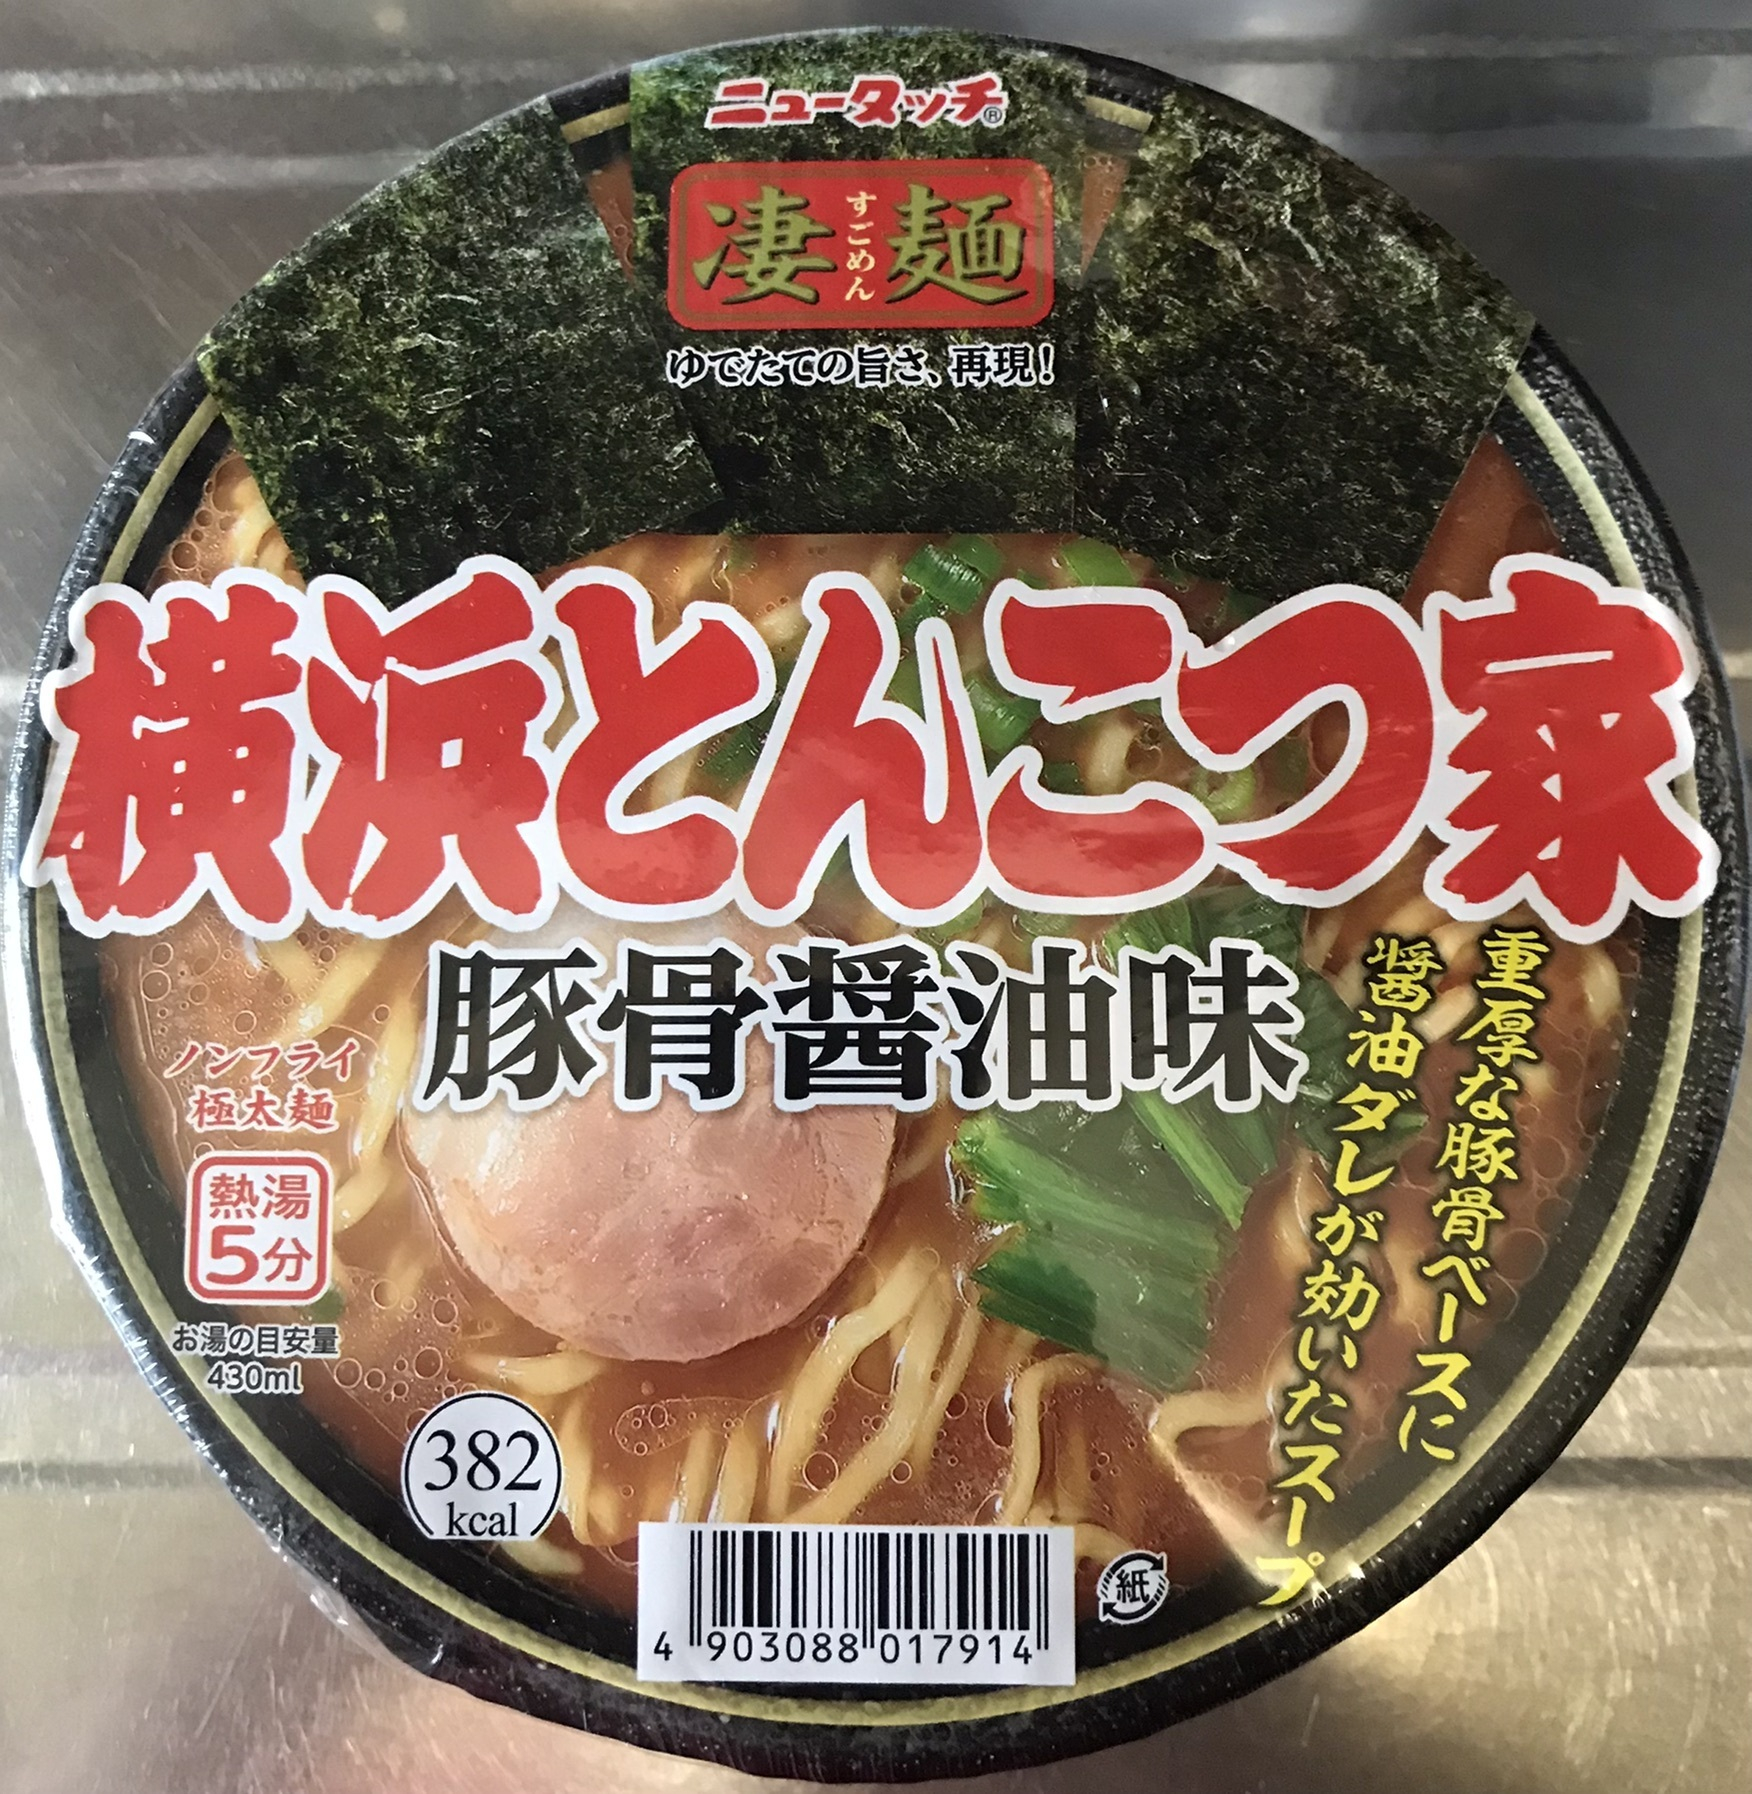 ニュータッチ®
凄麺
すごめん
ゆでたての旨さ、再現!
横浜とんこつ家
豚骨醤油味
重厚な豚骨ベースに
醤油ダレが効いたスープ
ノンフライ
極太麺
熱湯
5分
お湯の目安量
430ml
382
kcal
4 903088 017914
紙